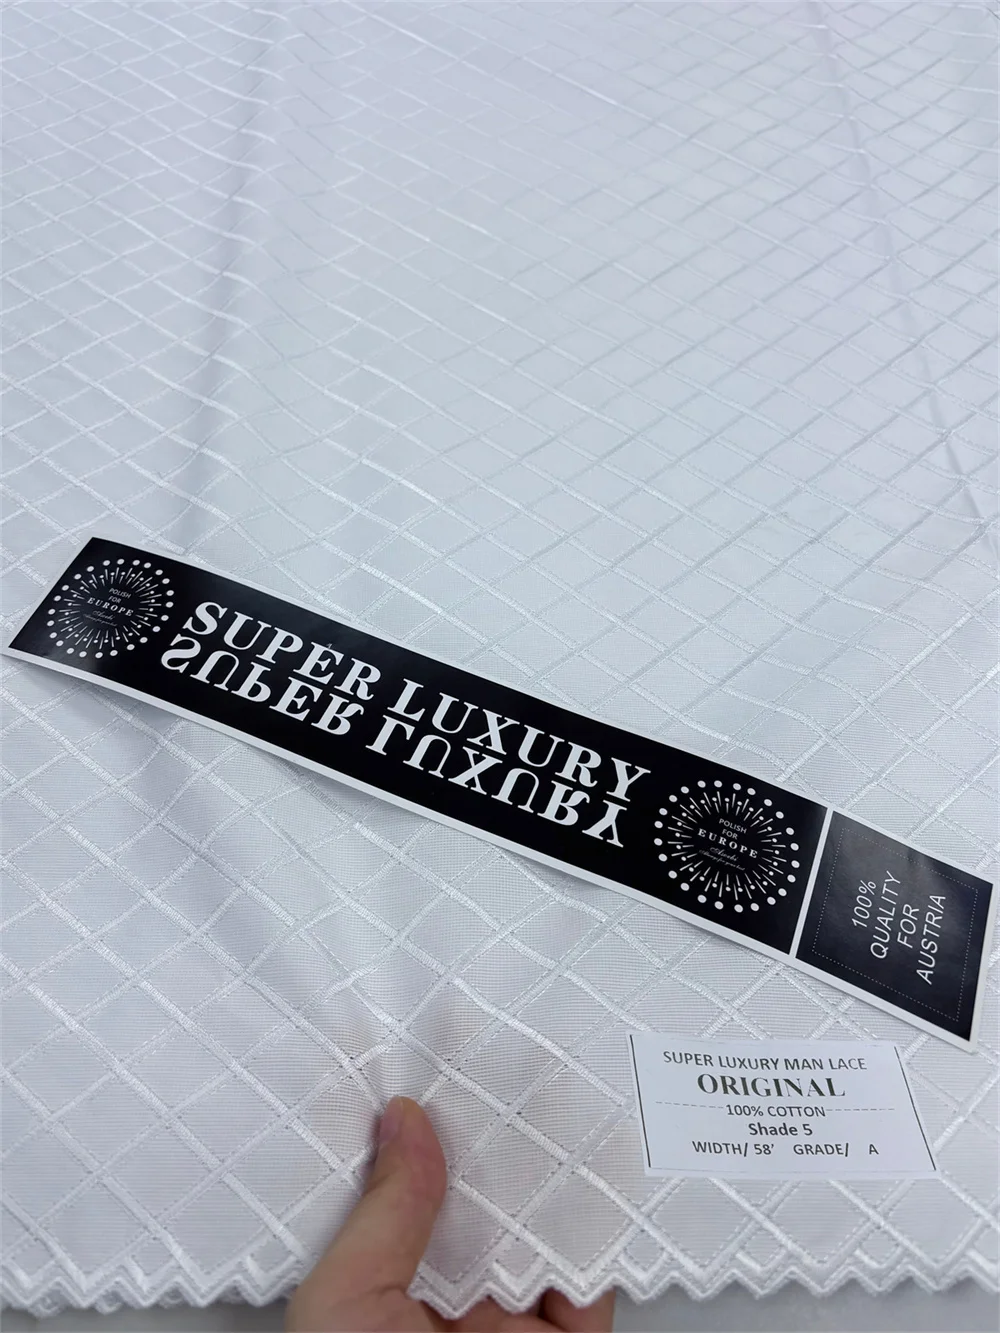 POLISH
FOR
EUROPE
SUPER LUXURY
SUPER LUXURY
POLISH
FOR
EUROPE
100%
QUALITY
FOR
AUSTRIA
SUPER LUXURY MAN LACE
ORIGINAL
100% COTTON
Shade 5
WIDTH/ 58' GRADE/ A